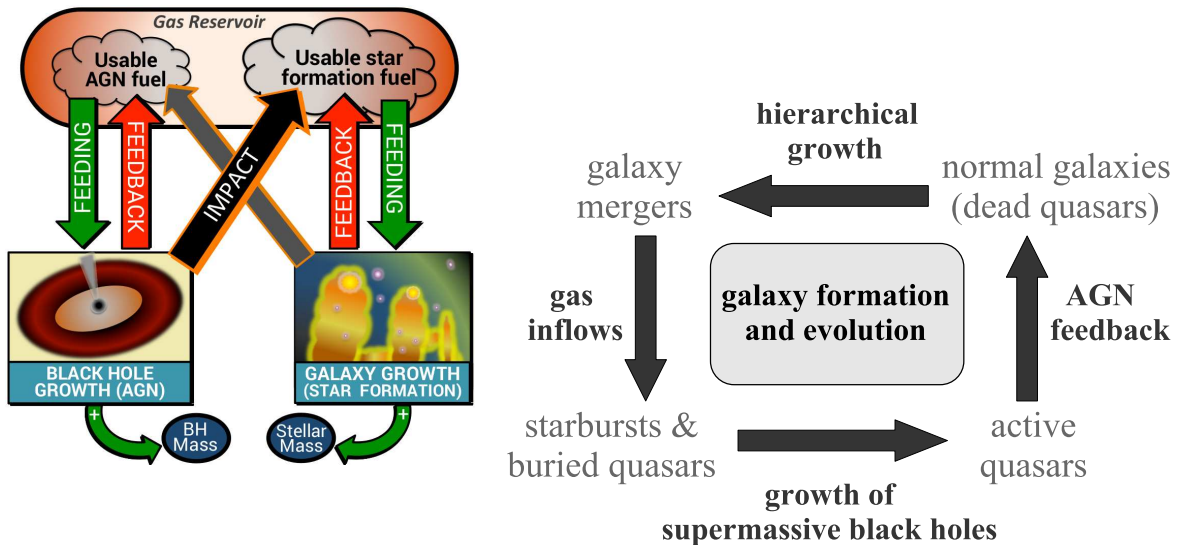 Gas Reservoir
Usable
AGN fuel
Usable star
formation fuel
FEEDING
FEEDBACK
IMPACT
FEEDBACK
FEEDING
BLACK HOLE
GROWTH (AGN)
GALAXY GROWTH
(STAR FORMATION)
+
BH
Mass
Stellar
Mass
+
hierarchical
growth
galaxy
mergers
normal galaxies
(dead quasars)
gas
inflows
galaxy formation
and evolution
AGN
feedback
starbursts &
buried quasars
active
quasars
growth of
supermassive black holes